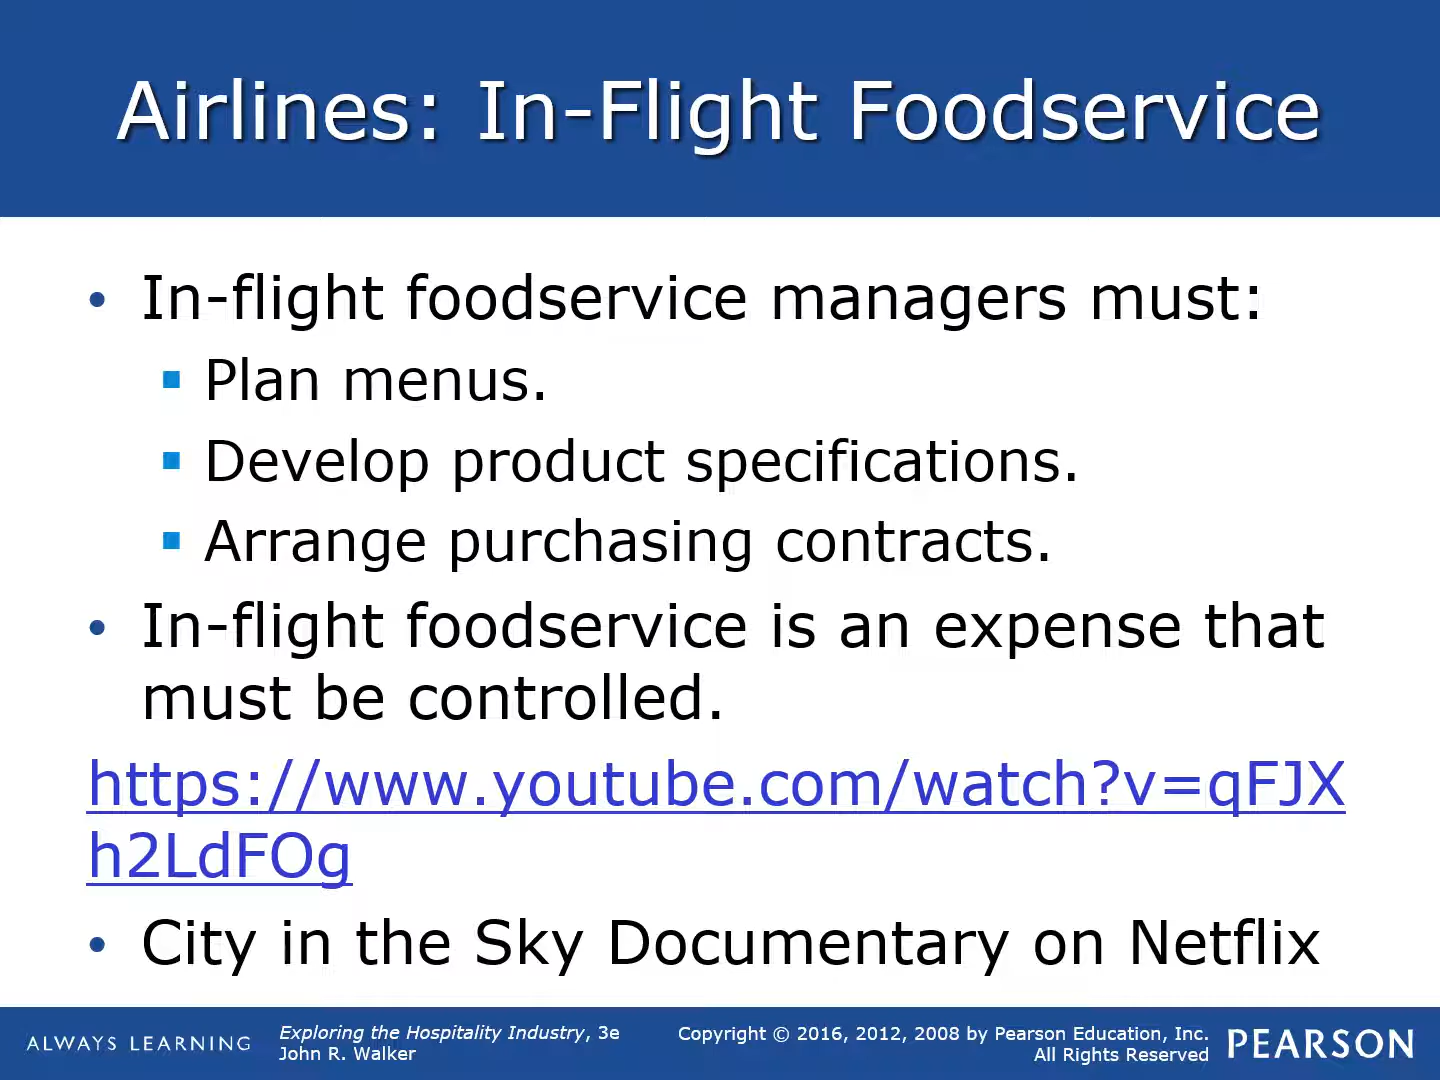 Airlines: In-Flight Foodservice
• In-flight foodservice managers must:
▪ Plan menus.
▪ Develop product specifications.
▪ Arrange purchasing contracts.
• In-flight foodservice is an expense that
must be controlled.
https://www.youtube.com/watch?v=qFJX
h2LdFOg
• City in the Sky Documentary on Netflix
ALWAYS LEARNING
Exploring the Hospitality Industry, 3e
John R. Walker
Copyright © 2016, 2012, 2008 by Pearson Education, Inc.
All Rights Reserved
PEARSON